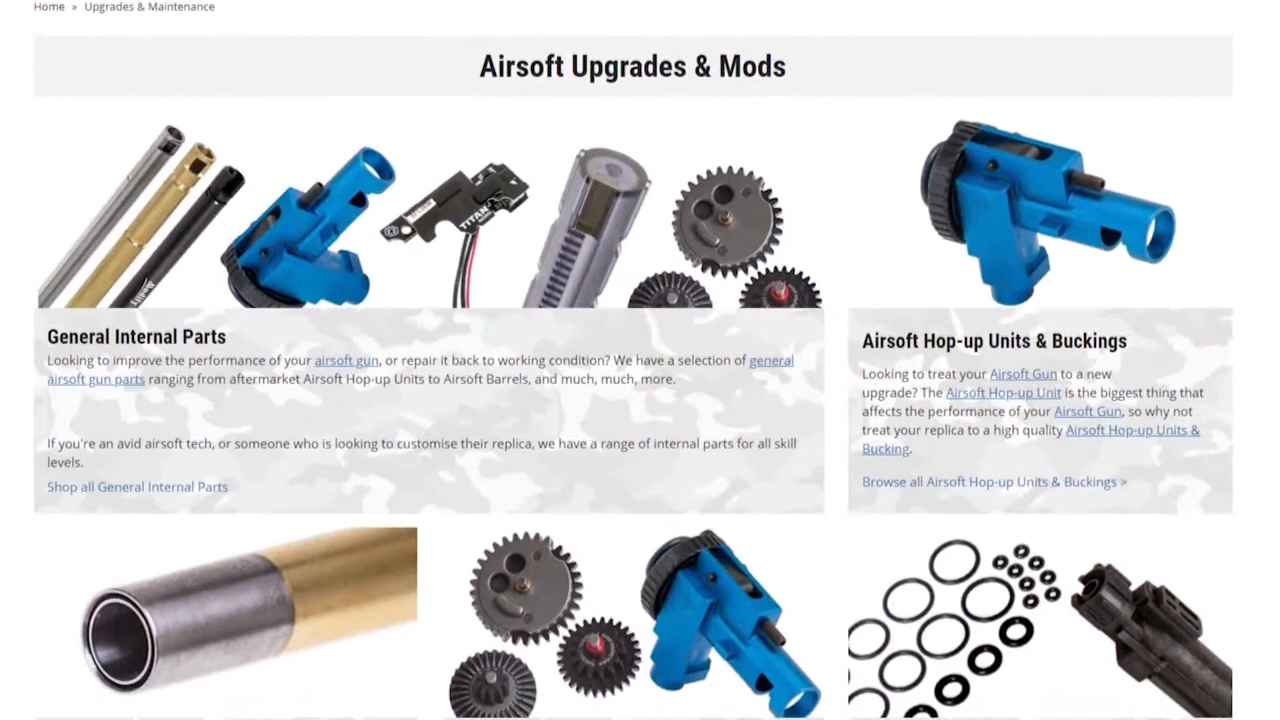 Home » Upgrades & Maintenance
Airsoft Upgrades & Mods
TITAN
General Internal Parts
Looking to improve the performance of your airsoft gun, or repair it back to working condition? We have a selection of general
airsoft gun parts ranging from aftermarket Airsoft Hop-up Units to Airsoft Barrels, and much, much, more.
If you're an avid airsoft tech, or someone who is looking to customise their replica, we have a range of internal parts for all skill
levels.
Shop all General Internal Parts
Airsoft Hop-up Units & Buckings
Looking to treat your Airsoft Gun to a new
upgrade? The Airsoft Hop-up Unit is the biggest thing that
affects the performance of your Airsoft Gun, so why not
treat your replica to a high quality Airsoft Hop-up Units &
Bucking.
Browse all Airsoft Hop-up Units & Buckings >